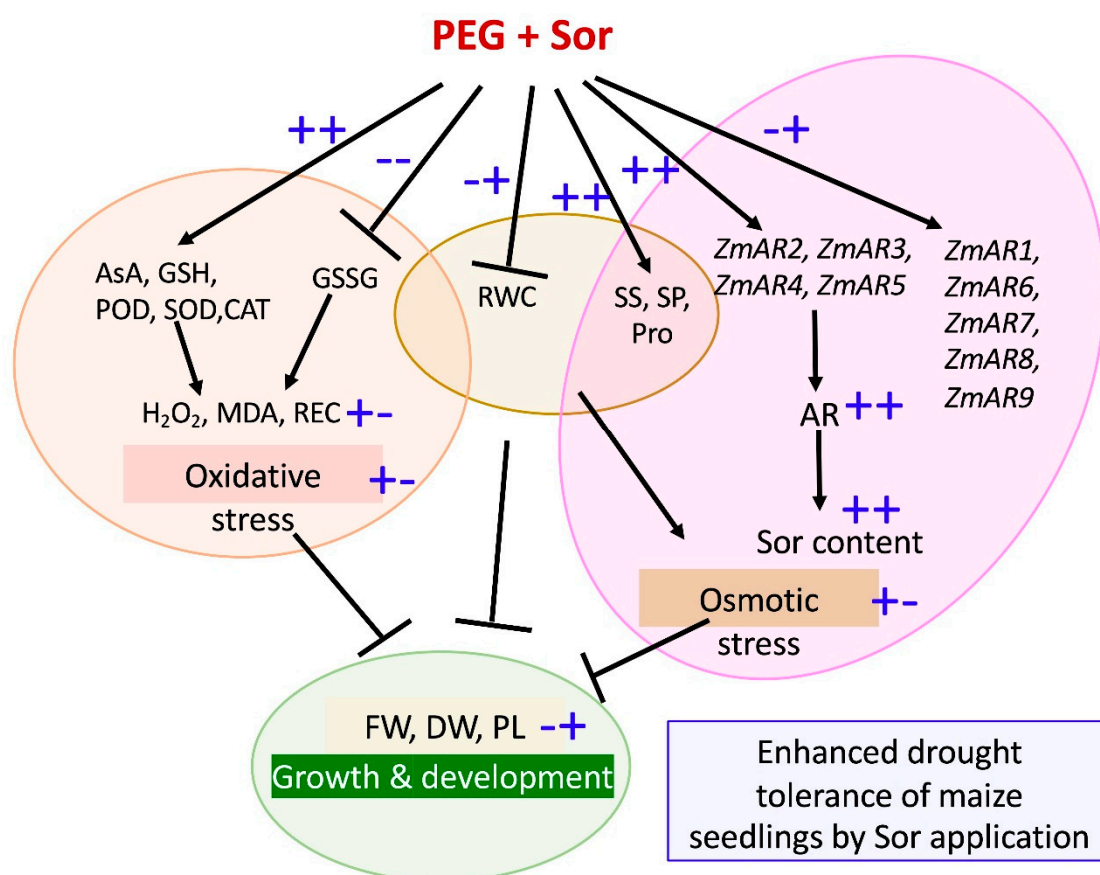 PEG + Sor
++
--
-+
++
++
-+
AsA, GSH,
POD, SOD,CAT
GSSG
H₂O₂, MDA, REC +-
Oxidative +-
stress
RWC
SS, SP,
Pro
ZmAR2, ZmAR3,
ZmAR4, ZmAR5
ZmAR1,
ZmAR6,
ZmAR7,
ZmAR8,
ZmAR9
AR ++
++
Sor content
Osmotic +-
stress
FW, DW, PL -+
Growth & development
Enhanced drought
tolerance of maize
seedlings by Sor application